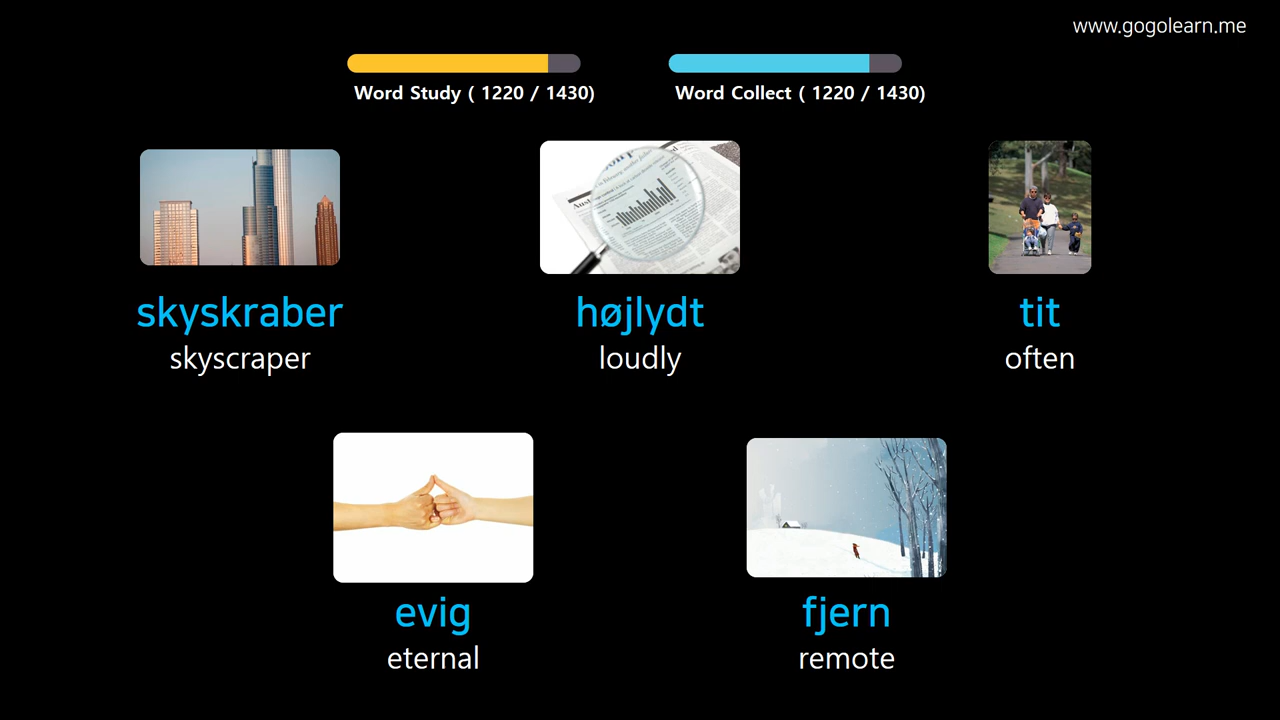 www.gogolearn.me
Word Study ( 1220 / 1430)
Word Collect ( 1220 / 1430)
skyskraber
skyscraper
højlydt
loudly
tit
often
evig
eternal
fjern
remote